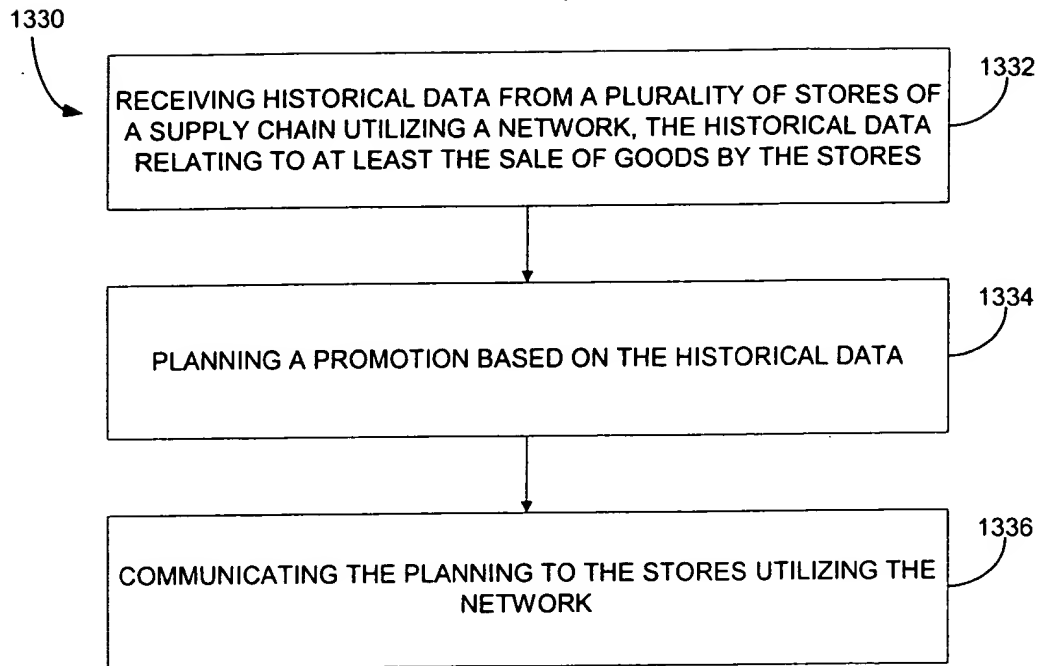 1330
1332
RECEIVING HISTORICAL DATA FROM A PLURALITY OF STORES OF
A SUPPLY CHAIN UTILIZING A NETWORK, THE HISTORICAL DATA
RELATING TO AT LEAST THE SALE OF GOODS BY THE STORES
1334
PLANNING A PROMOTION BASED ON THE HISTORICAL DATA
1336
COMMUNICATING THE PLANNING TO THE STORES UTILIZING THE
NETWORK